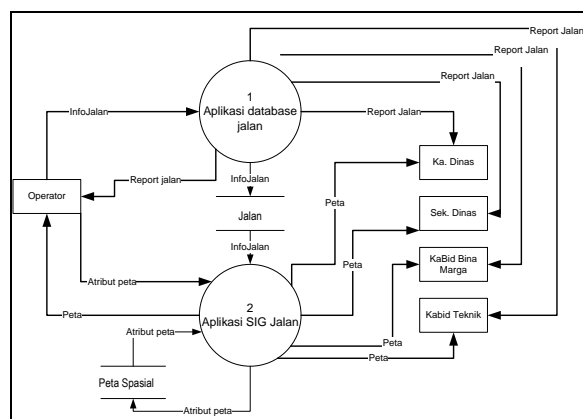 Report Jalan
Report Jalan
Report Jalan
1
Aplikasi database
jalan
InfoJalan
Report Jalan
Ka. Dinas
Report jalan
InfoJalan
Operator
Peta
Jalan
Sek. Dinas
InfoJalan
Peta
KaBid Bina
Marga
Atribut peta
2
Aplikasi SIG Jalan
Peta
Peta
Kabid Teknik
Atribut peta
Peta
Peta Spasial
Atribut peta